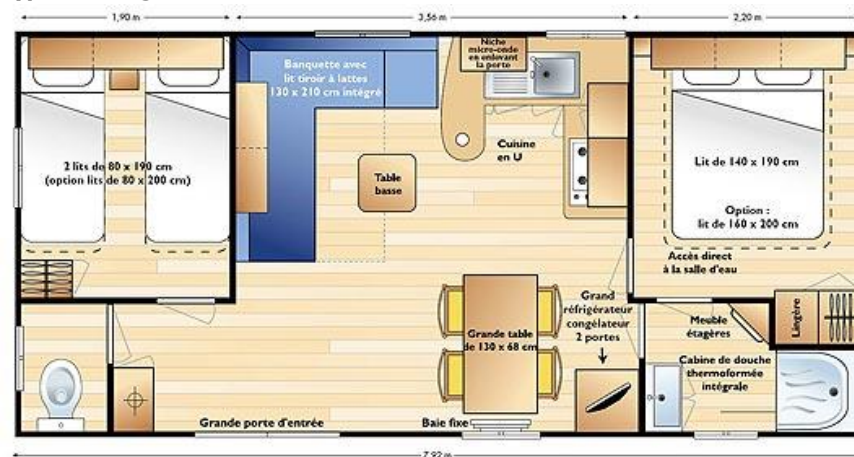 1,90 m
3,56 m
2,20 m
Banquette avec
lit tiroir à lattes
130 x 210 cm intégré
Niche
micro-onde
en enlevant
la porte
Cuisine
en U
2 lits de 80 x 190 cm
(option lits de 80 x 200 cm)
Table
basse
Lit de 140 x 190 cm
Option :
lit de 160 x 200 cm
Accès direct
à la salle d'eau
Grand
réfrigérateur
congélateur
2 portes
Grande table
de 130 x 68 cm
Meuble
étagères
Lingère
Cabine de douche
thermoformée
intégrale
Grande porte d'entrée
Baie fixe
7,92 m